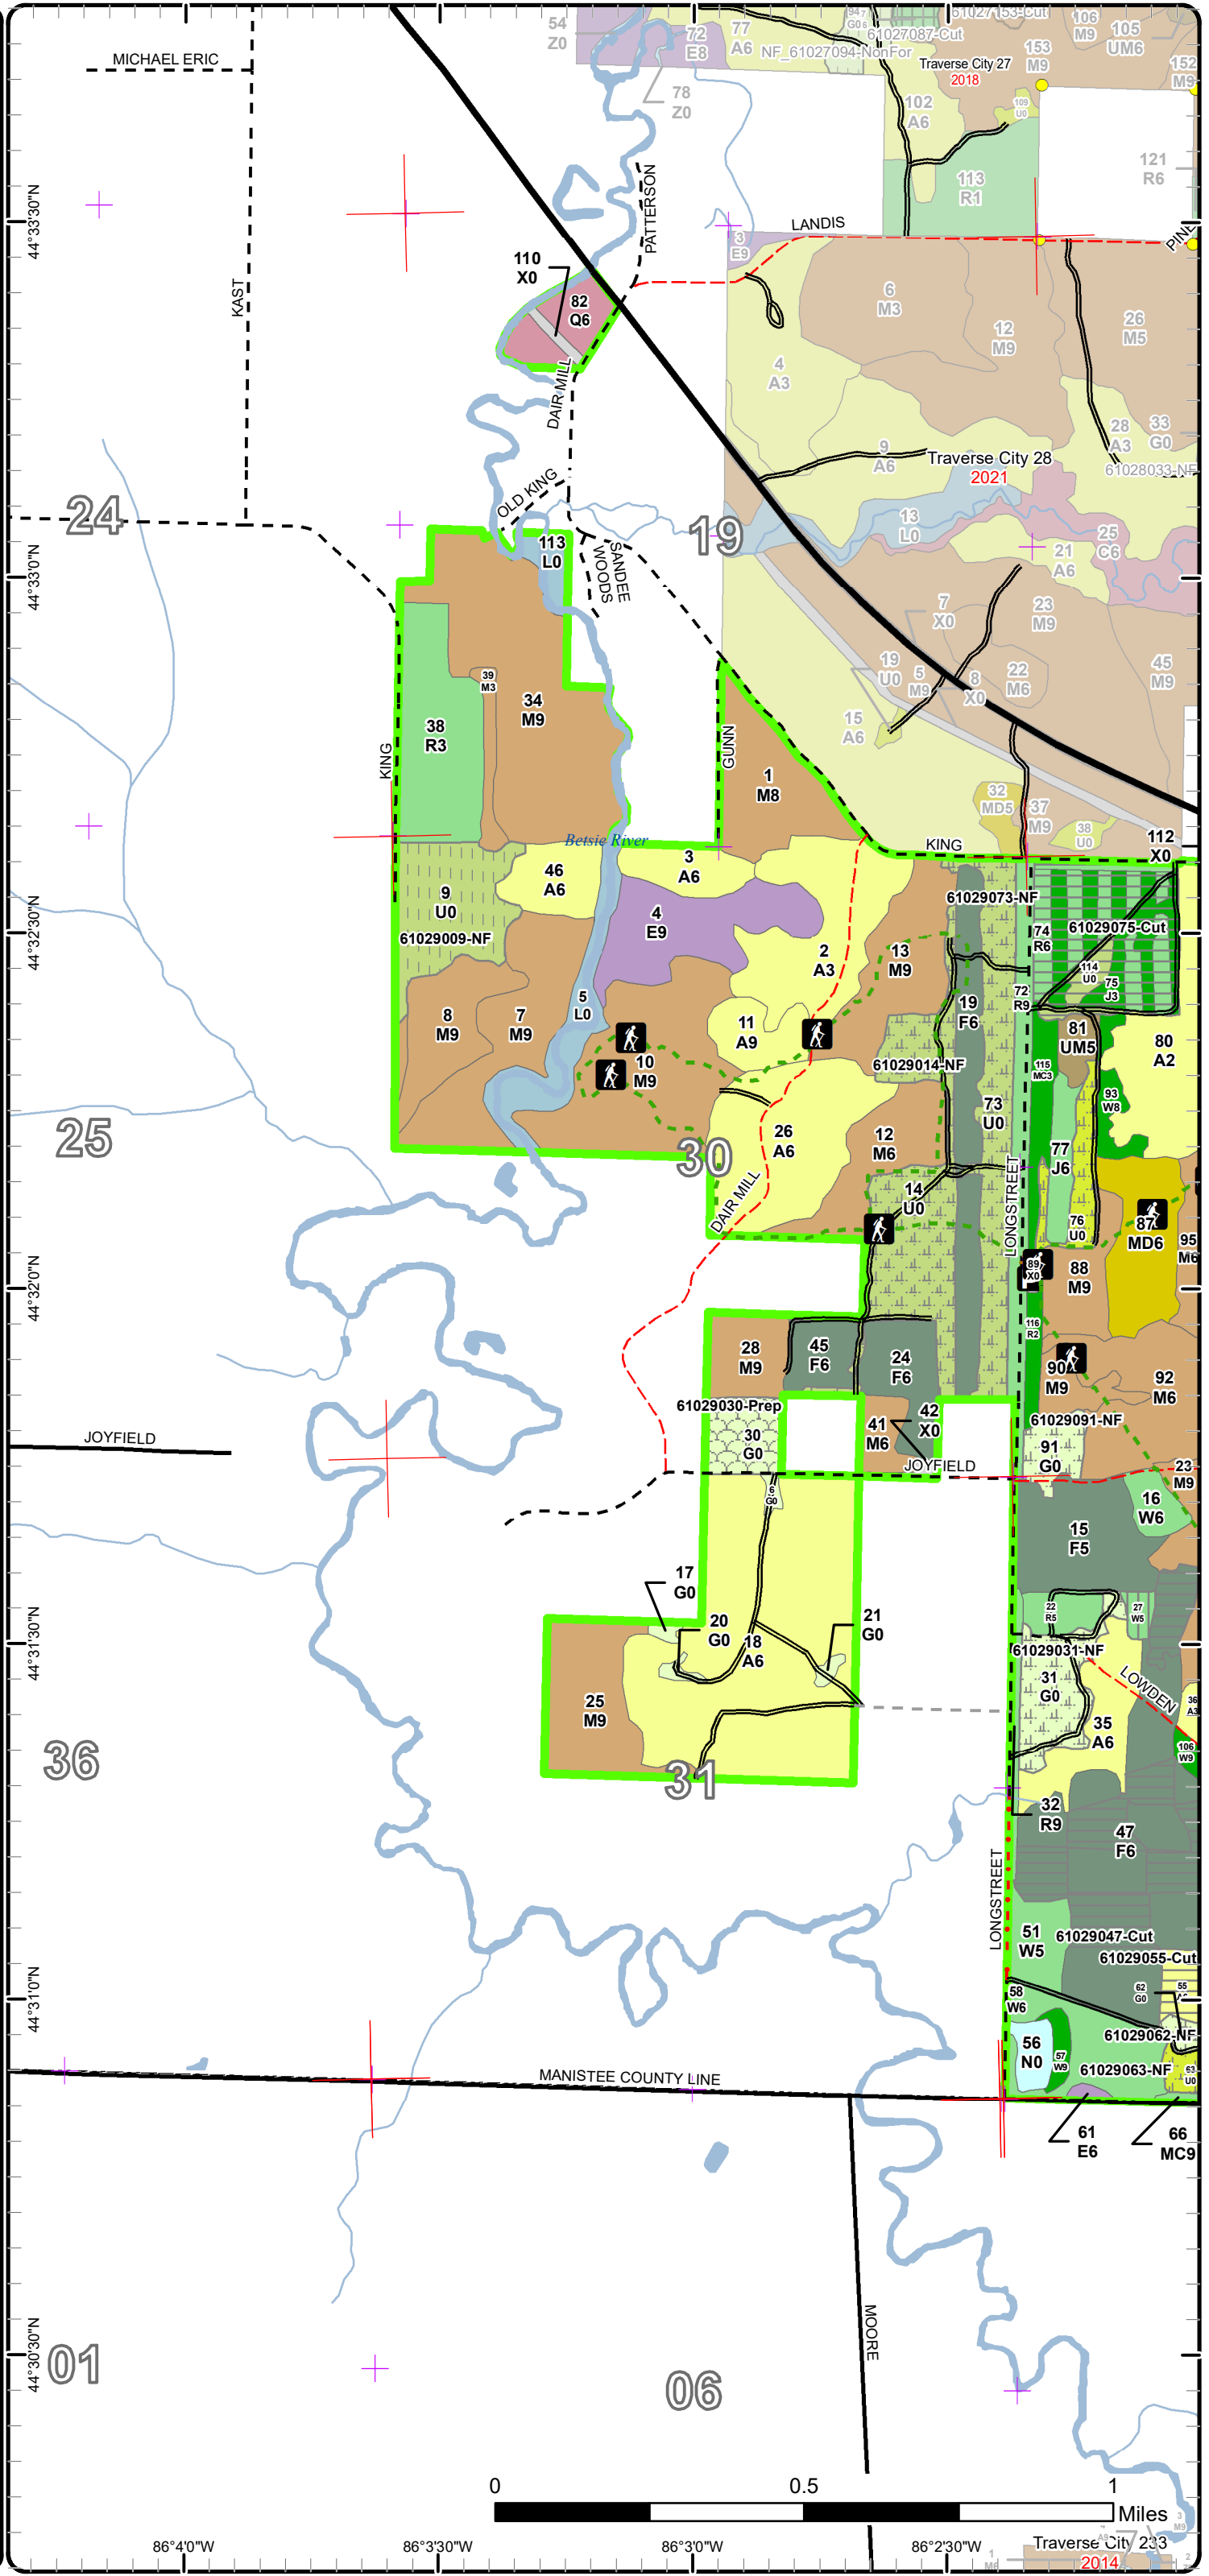 54
Z0
72
E8
77
A6
94
G0
61027153-Cut
61027087-Cut
NF_61027094-NonFor
106
M9
105
UM6
153
M9
152
M9
Traverse City 27
2018
MICHAEL ERIC
78
Z0
102
A6
109
U0
121
R6
113
R1
44°33'30"N
PATTERSON
LANDIS
PINE
3
E9
110
X0
82
Q6
KAST
6
M3
12
M9
26
M5
4
A3
DAIR MILL
28
A3
33
G0
9
A6
Traverse City 28
2021
61028033-NF
OLD KING
24
19
13
L0
25
C6
21
A6
113
L0
SANDEE
WOODS
44°33'0"N
7
X0
23
M9
39
M3
34
M9
38
R3
19
U0
5
M9
8
X0
22
M6
45
M9
15
A6
KING
GUNN
1
M8
32
MD5
37
M9
38
U0
Betsie River
KING
112
X0
46
A6
3
A6
9
U0
61029009-NF
61029073-NF
4
E9
74
R6
61029075-Cut
44°32'30"N
2
A3
13
M9
114
U0
75
J3
72
R9
8
M9
7
M9
5
L0
19
F6
11
A9
81
UM5
80
A2
10
M9
61029014-NF
115
MC3
93
W8
73
U0
25
30
26
A6
12
M6
77
J6
14
U0
DAIR MILL
LONGSTREET
76
U0
87
MD6
95
M6
89
X0
88
M9
44°32'0"N
116
R2
28
M9
45
F6
24
F6
90
M9
92
M6
61029030-Prep
30
G0
41
M6
42
X0
61029091-NF
91
G0
JOYFIELD
JOYFIELD
23
M9
6
G0
16
W6
15
F5
17
G0
22
R5
27
W5
20
G0
18
A6
21
G0
44°31'30"N
61029031-NF
31
G0
LOWDEN
25
M9
35
A6
36
A3
106
W9
36
31
32
R9
47
F6
LONGSTREET
51
W5
61029047-Cut
61029055-Cut
62
G0
55
58
W6
44°31'0"N
61029062-NF
56
N0
57
W9
61029063-NF
63
U0
MANISTEE COUNTY LINE
61
E6
66
MC9
MOORE
44°30'30"N
01
06
0 0.5 1
Miles
86°4'0"W 86°3'30"W 86°3'0"W 86°2'30"W
Traverse City 233
2014
1
M6
3
M9
2